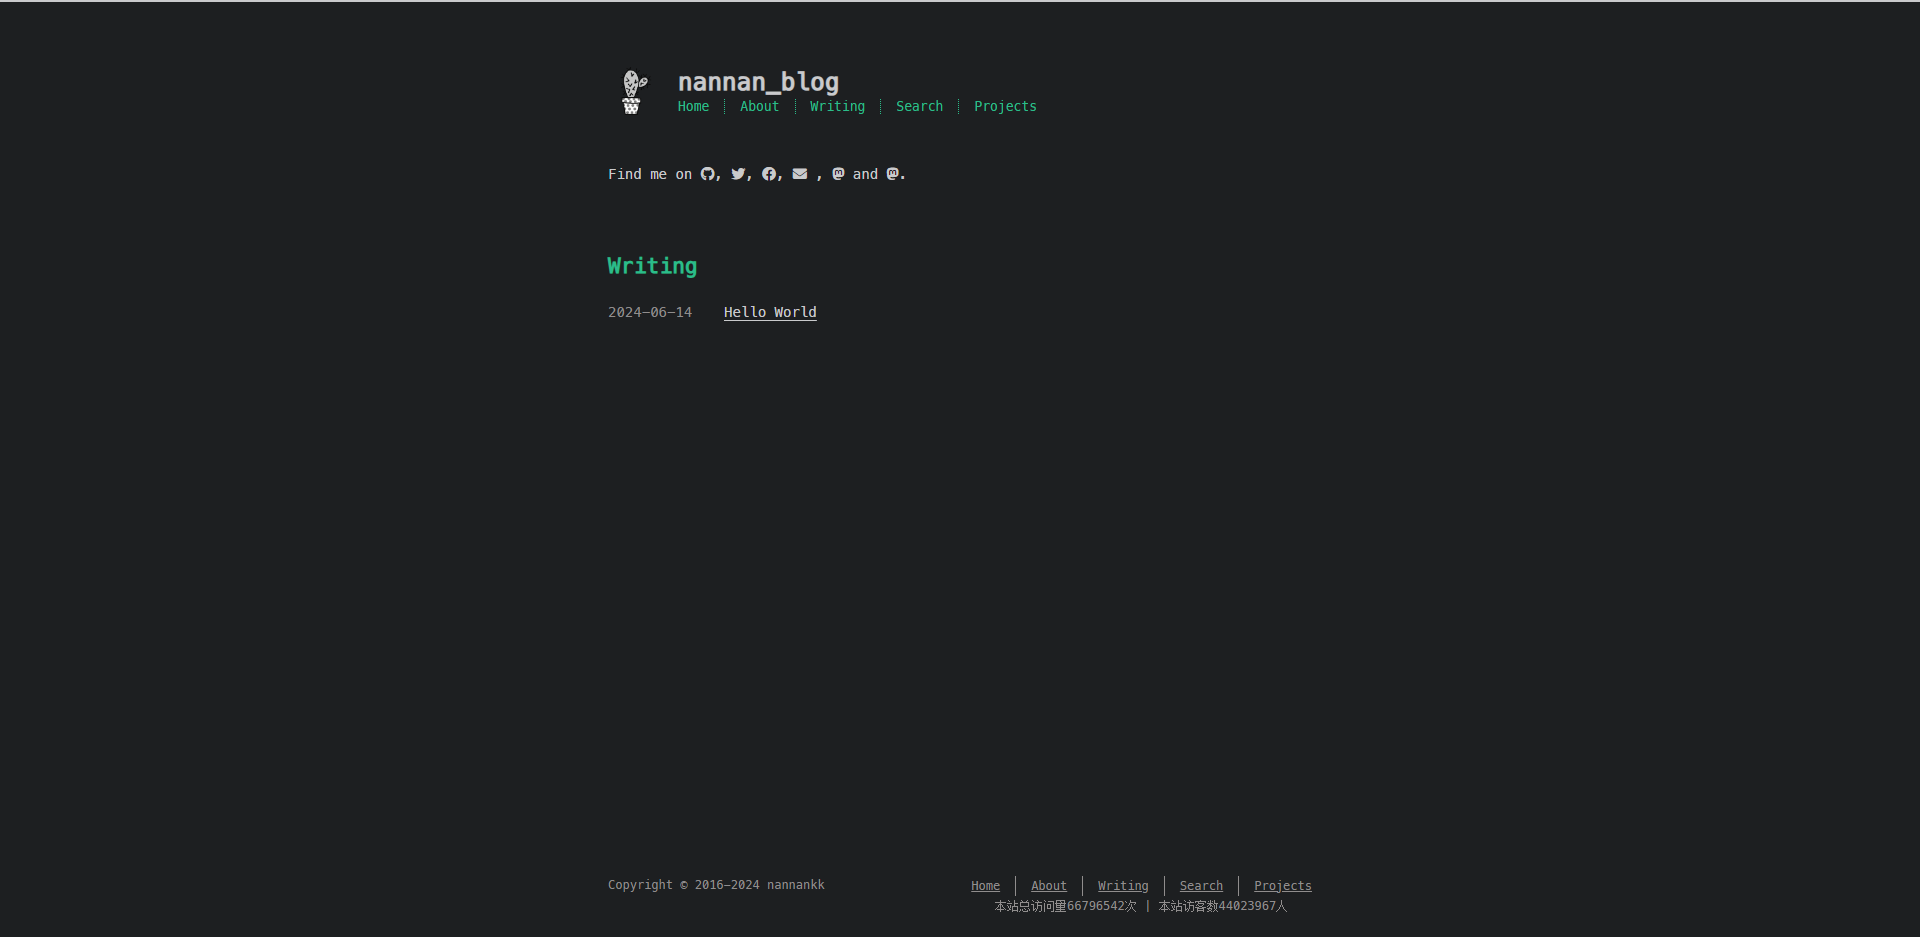 nannan_blog
Home About Writing Search Projects
Find me on , , , , and .
Writing
2024-06-14 Hello World
Copyright © 2016-2024 nannankk
Home About Writing Search Projects
本站总访问量66796542次 | 本站访客数44023967人